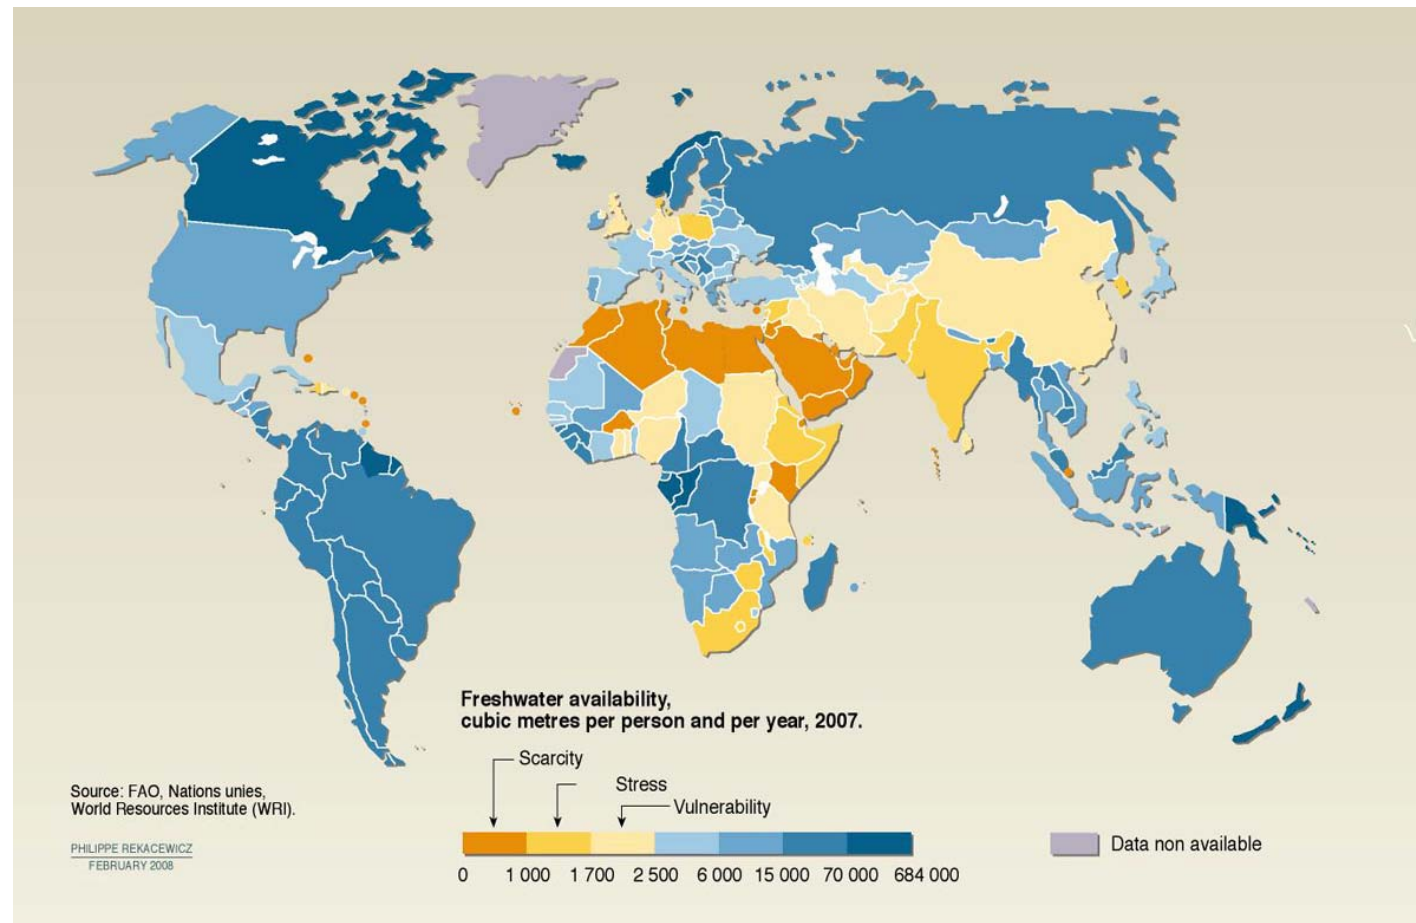 Freshwater availability,
cubic metres per person and per year, 2007.
Scarcity
Stress
Vulnerability
Source: FAO, Nations unies,
World Resources Institute (WRI).
PHILIPPE REKACEWICZ
FEBRUARY 2008
Data non available
0 1 000 1 700 2 500 6 000 15 000 70 000 684 000